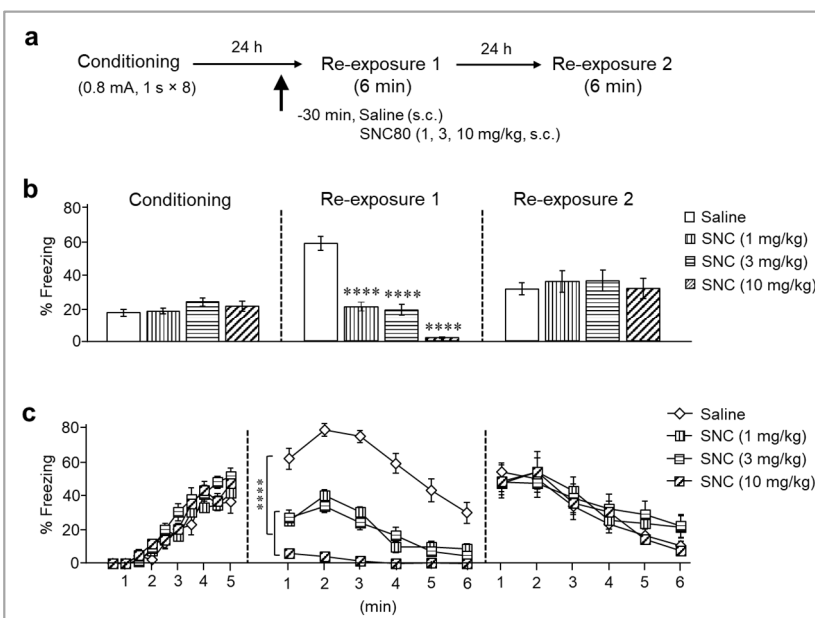 a
Conditioning
(0.8 mA, 1 s × 8)
24 h
Re-exposure 1
(6 min)
24 h
Re-exposure 2
(6 min)
-30 min, Saline (s.c.)
SNC80 (1, 3, 10 mg/kg, s.c.)
b
Conditioning
Re-exposure 1
Re-exposure 2
% Freezing
80
60
40
20
0
****
****
****
Saline
SNC (1 mg/kg)
SNC (3 mg/kg)
SNC (10 mg/kg)
c
% Freezing
80
60
40
20
0
****
1 2 3 4 5
1 2 3 4 5 6
1 2 3 4 5 6
(min)
Saline
SNC (1 mg/kg)
SNC (3 mg/kg)
SNC (10 mg/kg)